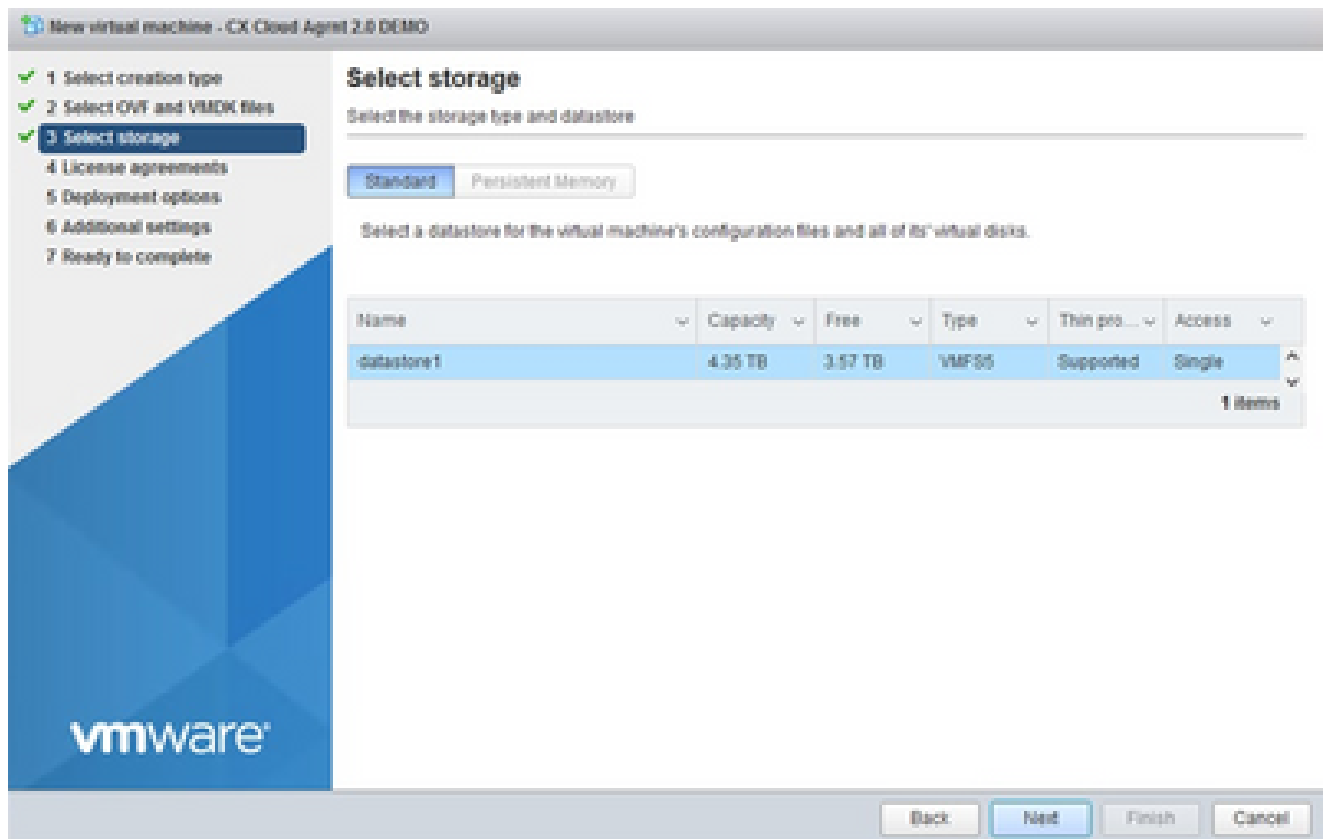 New virtual machine - CX Cloud Agrnt 2.0 DEMO
1 Select creation type
2 Select OVF and VMDK files
3 Select storage
4 License agreements
5 Deployment options
6 Additional settings
7 Ready to complete
vmware
Select storage
Select the storage type and datastore
Standard Persistent Memory
Select a datastore for the virtual machine's configuration files and all of its' virtual disks.
Name Capacity Free Type Thin pro... Access
datastore1 4.35 TB 3.57 TB VMFS5 Supported Single
1 items
Back Next Finish Cancel